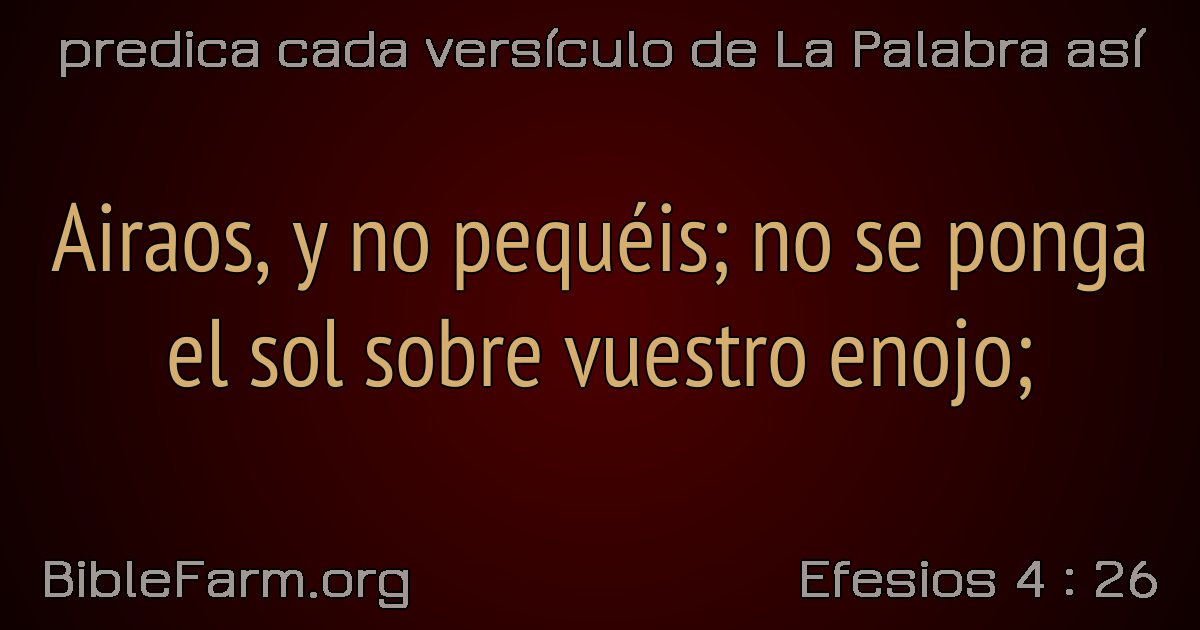 predica cada versículo de La Palabra así
Airaos, y no pequéis; no se ponga
el sol sobre vuestro enojo;
BibleFarm.org
Efesios 4 : 26